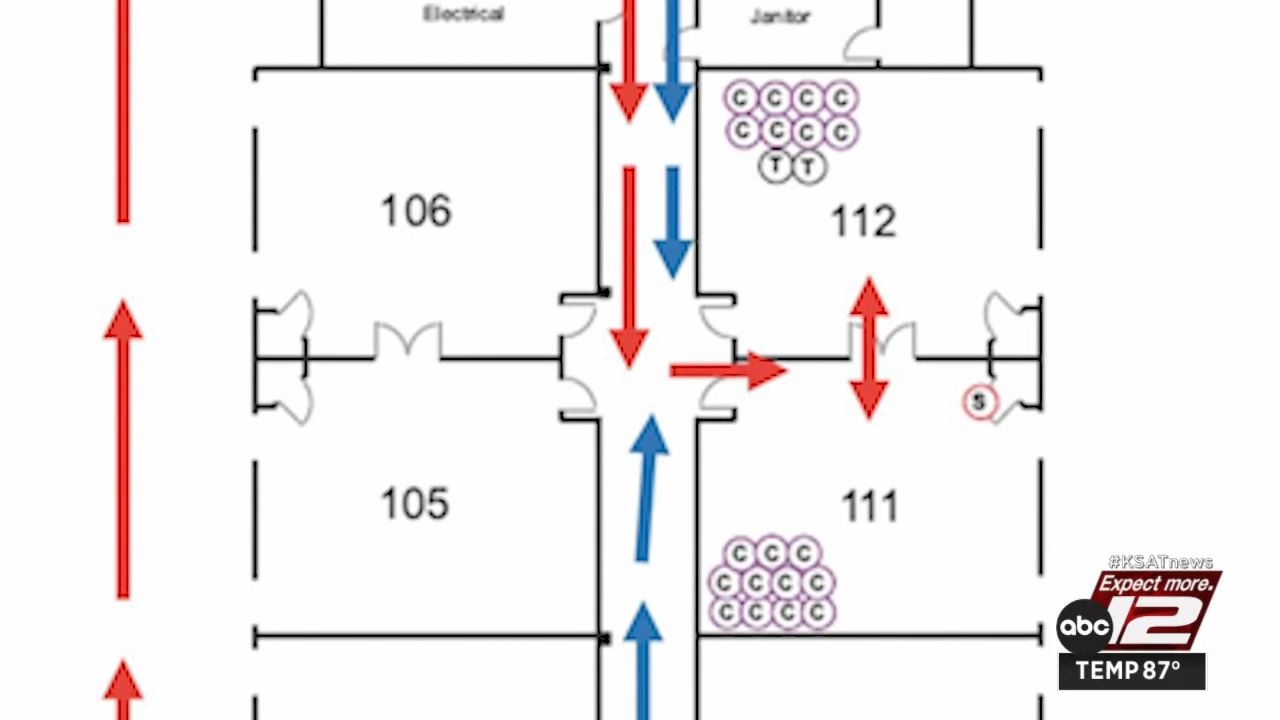 Electrical
Janitor
C C C C
C C C C
T T
106
112
S
105
111
C C C
C C C C
C C C C
#KSATnews
Expect more.
abc 12
TEMP 87°